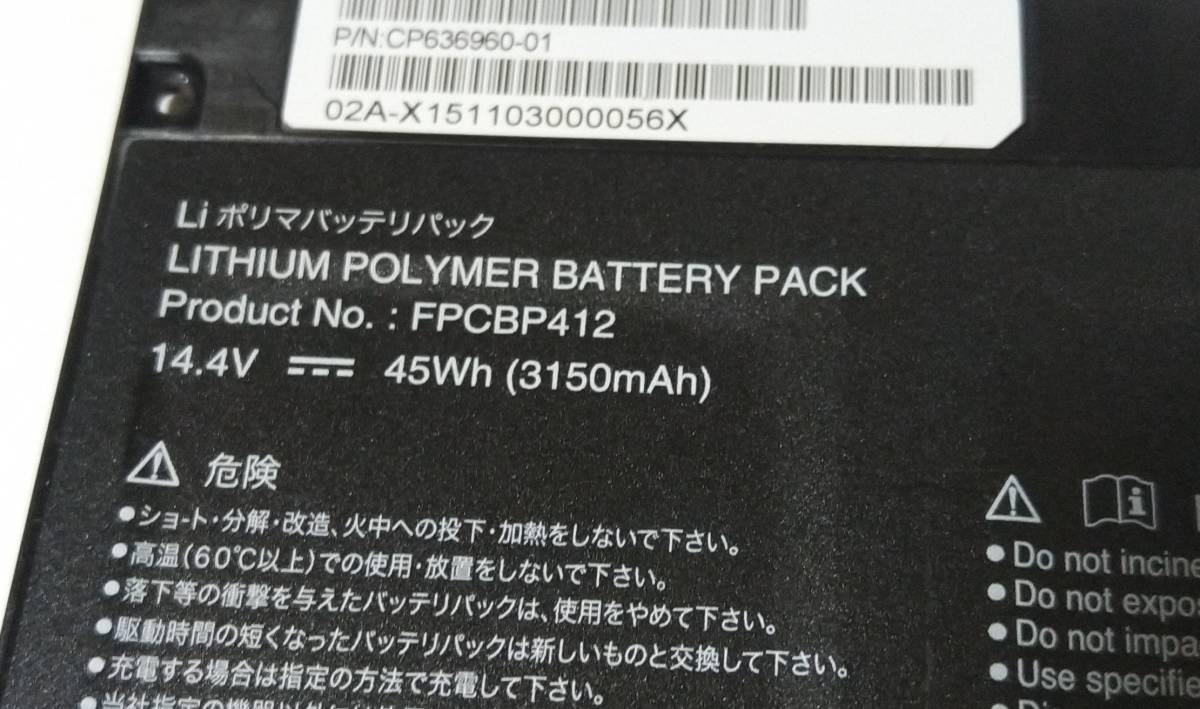 P/N:CP636960-01
02A-X151103000056X
Li ポリマバッテリパック
LITHIUM POLYMER BATTERY PACK
Product No. : FPCBP412
14.4V ⎓ 45Wh (3150mAh)
危険
●ショート・分解・改造、火中への投下・加熱をしないで下さい。
●高温(60℃以上)での使用・放置をしないで下さい。
●落下等の衝撃を与えたバッテリパックは、使用をやめて下さい。
●駆動時間の短くなったバッテリパックは新しいものと交換して下さい。
●充電する場合は指定の方法で充電して下さい。
●Do not incine
●Do not expo
●Do not impa
●Use specifie